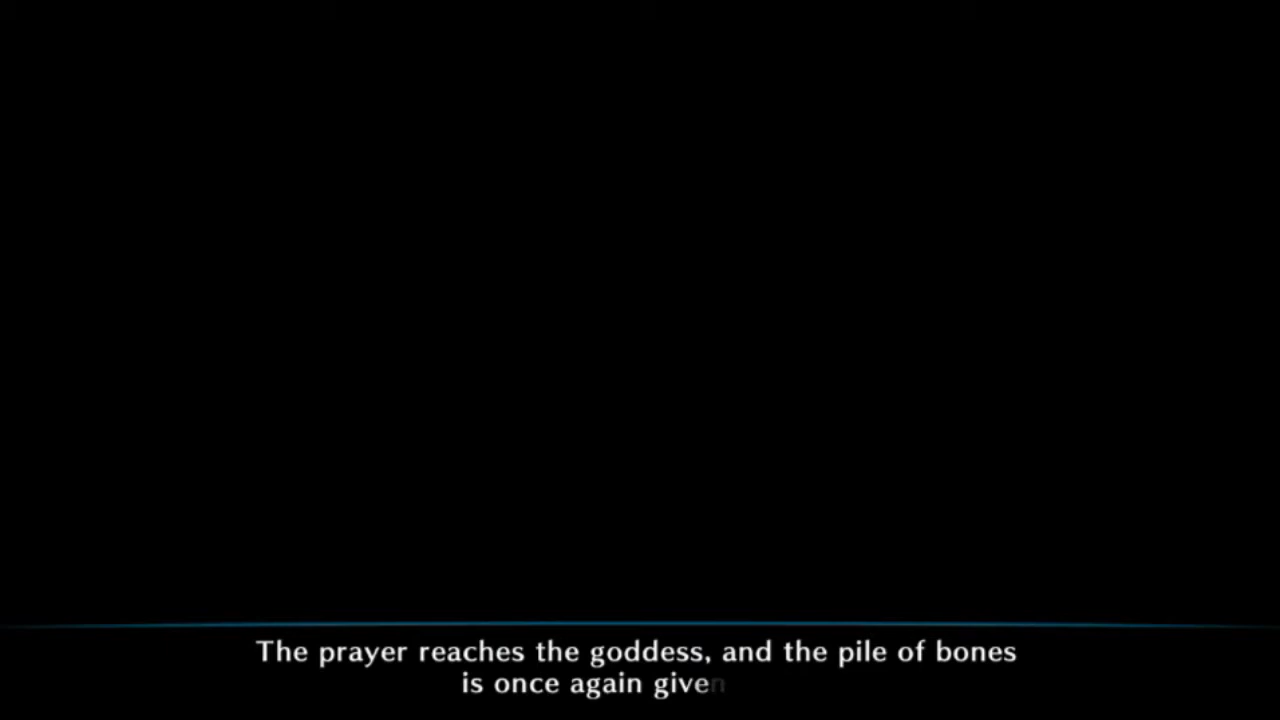 The prayer reaches the goddess, and the pile of bones
is once again given